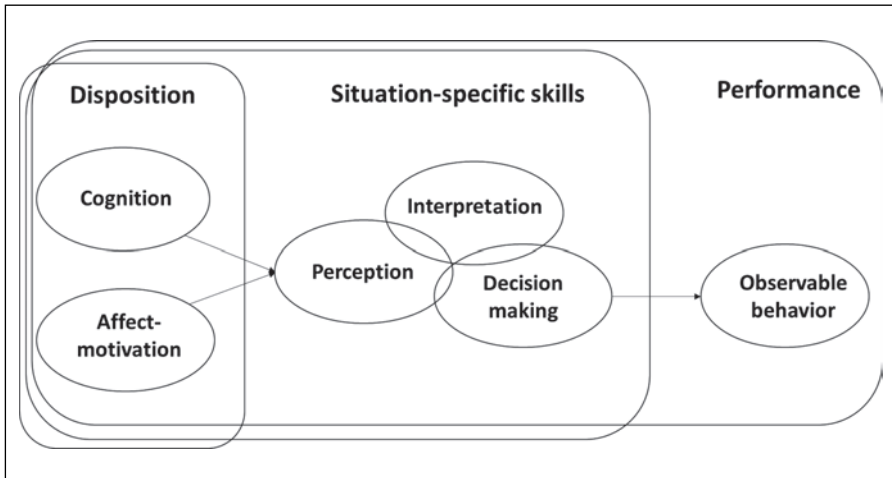 Disposition
Situation-specific skills
Performance
Cognition
Affect-
motivation
Perception
Interpretation
Decision
making
Observable
behavior